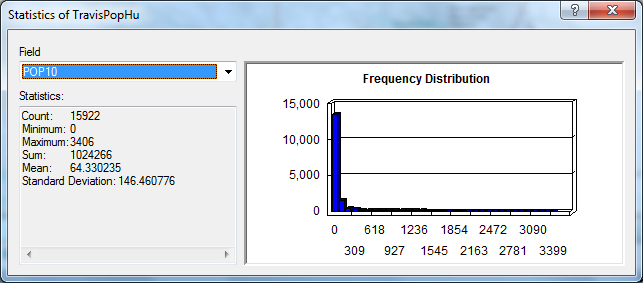 Statistics of TravisPopHu
Field
POP10
Statistics:
Count: 15922
Minimum: 0
Maximum: 3406
Sum: 1024266
Mean: 64.330235
Standard Deviation: 146.460776
Frequency Distribution
15,000
10,000
5,000
0
0 618 1236 1854 2472 3090
309 927 1545 2163 2781 3399